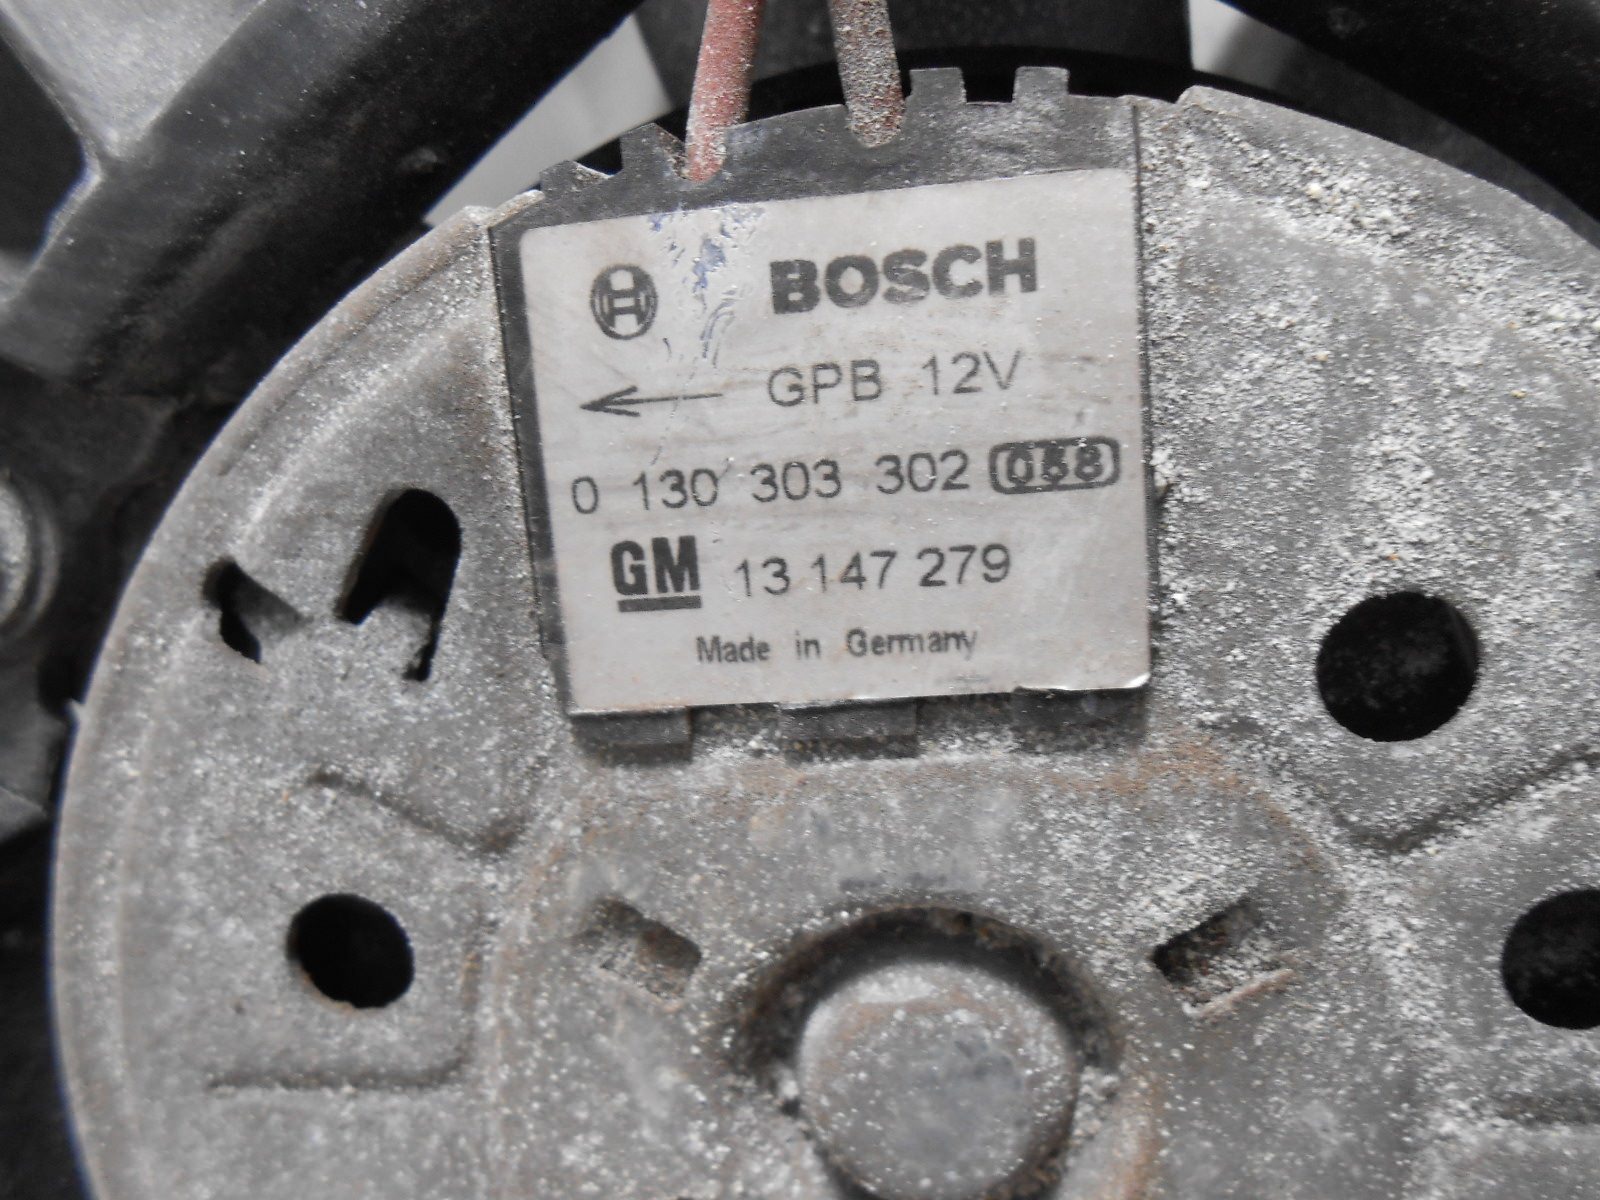 BOSCH
GPB 12V
0 130 303 302
GM 13 147 279
Made in Germany